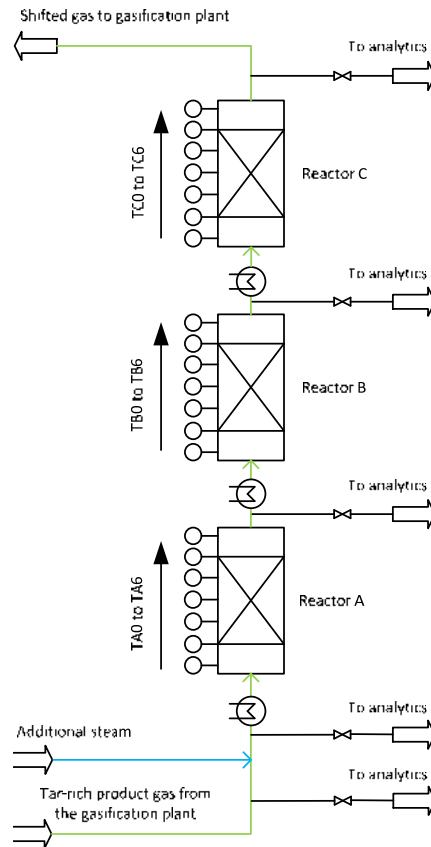 Shifted gas to gasification plant
To analytics
TC0 to TC6
Reactor C
To analytics
TB0 to TB6
Reactor B
To analytics
TA0 to TA6
Reactor A
To analytics
Additional steam
To analytics
Tar-rich product gas from
the gasification plant